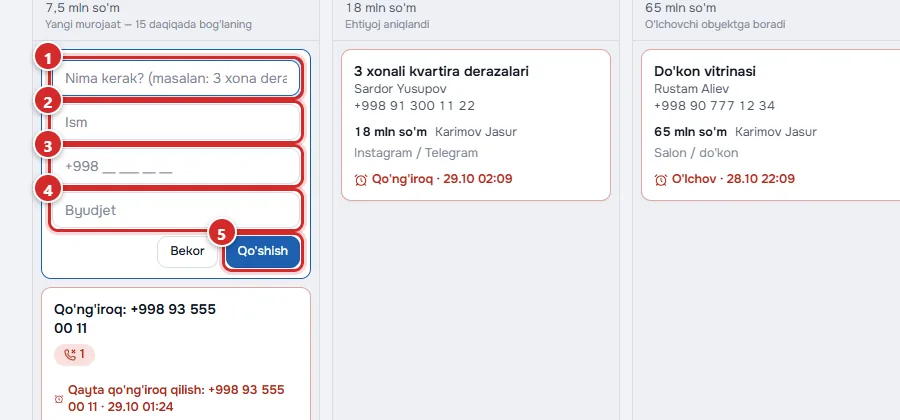 7,5 mln so'm
Yangi murojaat — 15 daqiqada bog'laning
1
Nima kerak? (masalan: 3 xona dera
2
Ism
3
+998 __ ___ __ __
4
Byudjet
5
Bekor
Qo'shish
Qo'ng'iroq: +998 93 555
00 11
1
Qayta qo'ng'iroq qilish: +998 93 555
00 11 · 29.10 01:24
18 mln so'm
Ehtiyoj aniqlandi
3 xonali kvartira derazalari
Sardor Yusupov
+998 91 300 11 22
18 mln so'm Karimov Jasur
Instagram / Telegram
Qo'ng'iroq · 29.10 02:09
65 mln so'm
O'lchovchi obyektga boradi
Do'kon vitrinasi
Rustam Aliev
+998 90 777 12 34
65 mln so'm Karimov Jasur
Salon / do'kon
O'lchov · 28.10 22:09